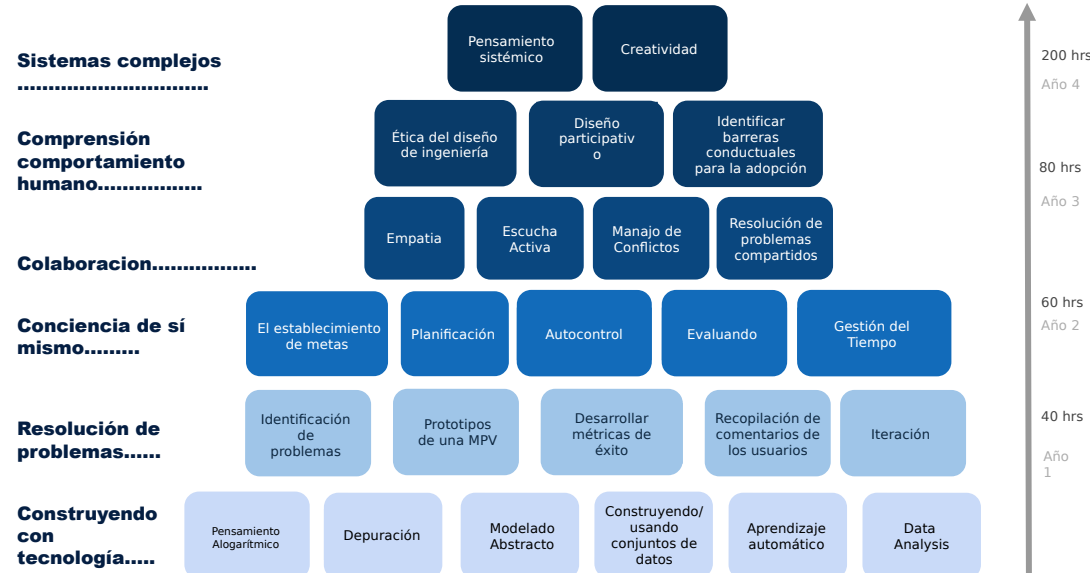 Sistemas complejos
...............................
Pensamiento
sistémico
Creatividad
200 hrs
Año 4
Comprensión
comportamiento
humano.................
Ética del diseño
de ingeniería
Diseño
participativ
o
Identificar
barreras
conductuales
para la adopción
80 hrs
Año 3
Colaboracion.................
Empatia
Escucha
Activa
Manajo de
Conflictos
Resolución de
problemas
compartidos
Conciencia de sí
mismo.........
El establecimiento
de metas
Planificación
Autocontrol
Evaluando
Gestión del
Tiempo
60 hrs
Año 2
Resolución de
problemas......
Identificación
de
problemas
Prototipos
de una MPV
Desarrollar
métricas de
éxito
Recopilación de
comentarios de
los usuarios
Iteración
40 hrs
Año
1
Construyendo
con
tecnología.....
Pensamiento
Alogarítmico
Depuración
Modelado
Abstracto
Construyendo/
usando
conjuntos de
datos
Aprendizaje
automático
Data
Analysis